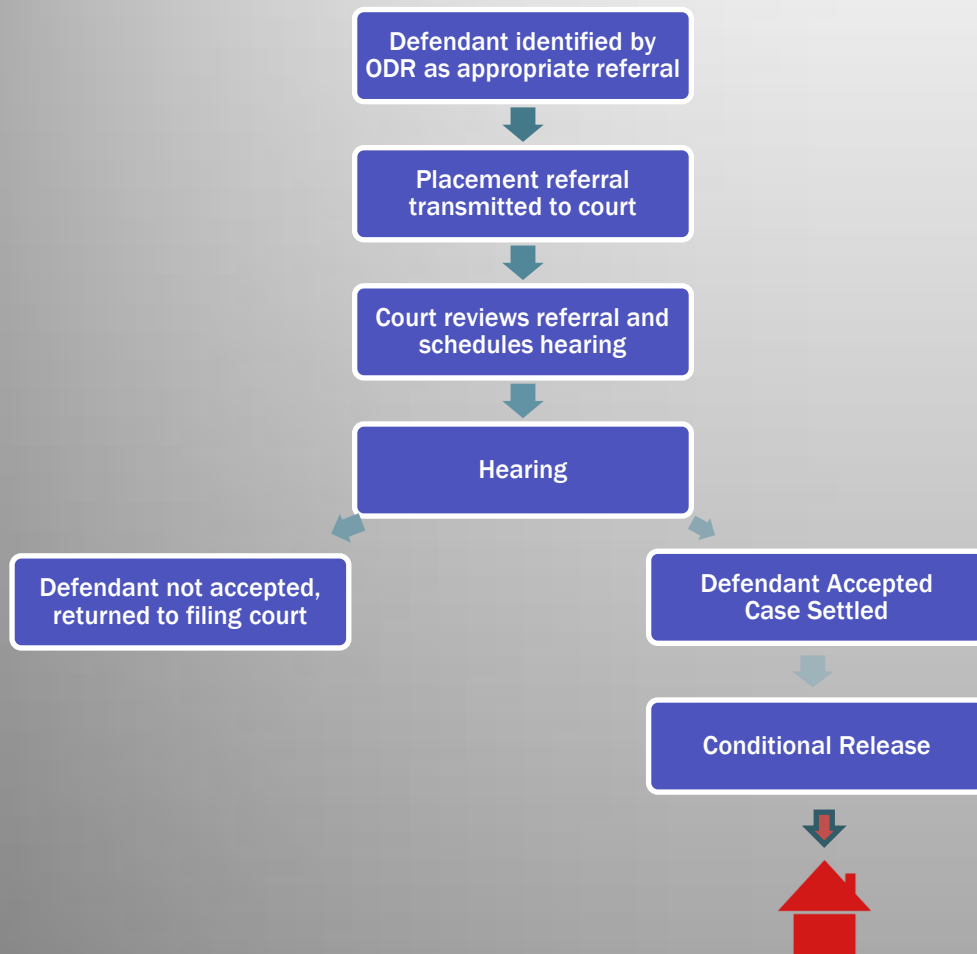 Defendant identified by
ODR as appropriate referral
Placement referral
transmitted to court
Court reviews referral and
schedules hearing
Hearing
Defendant not accepted,
returned to filing court
Defendant Accepted
Case Settled
Conditional Release